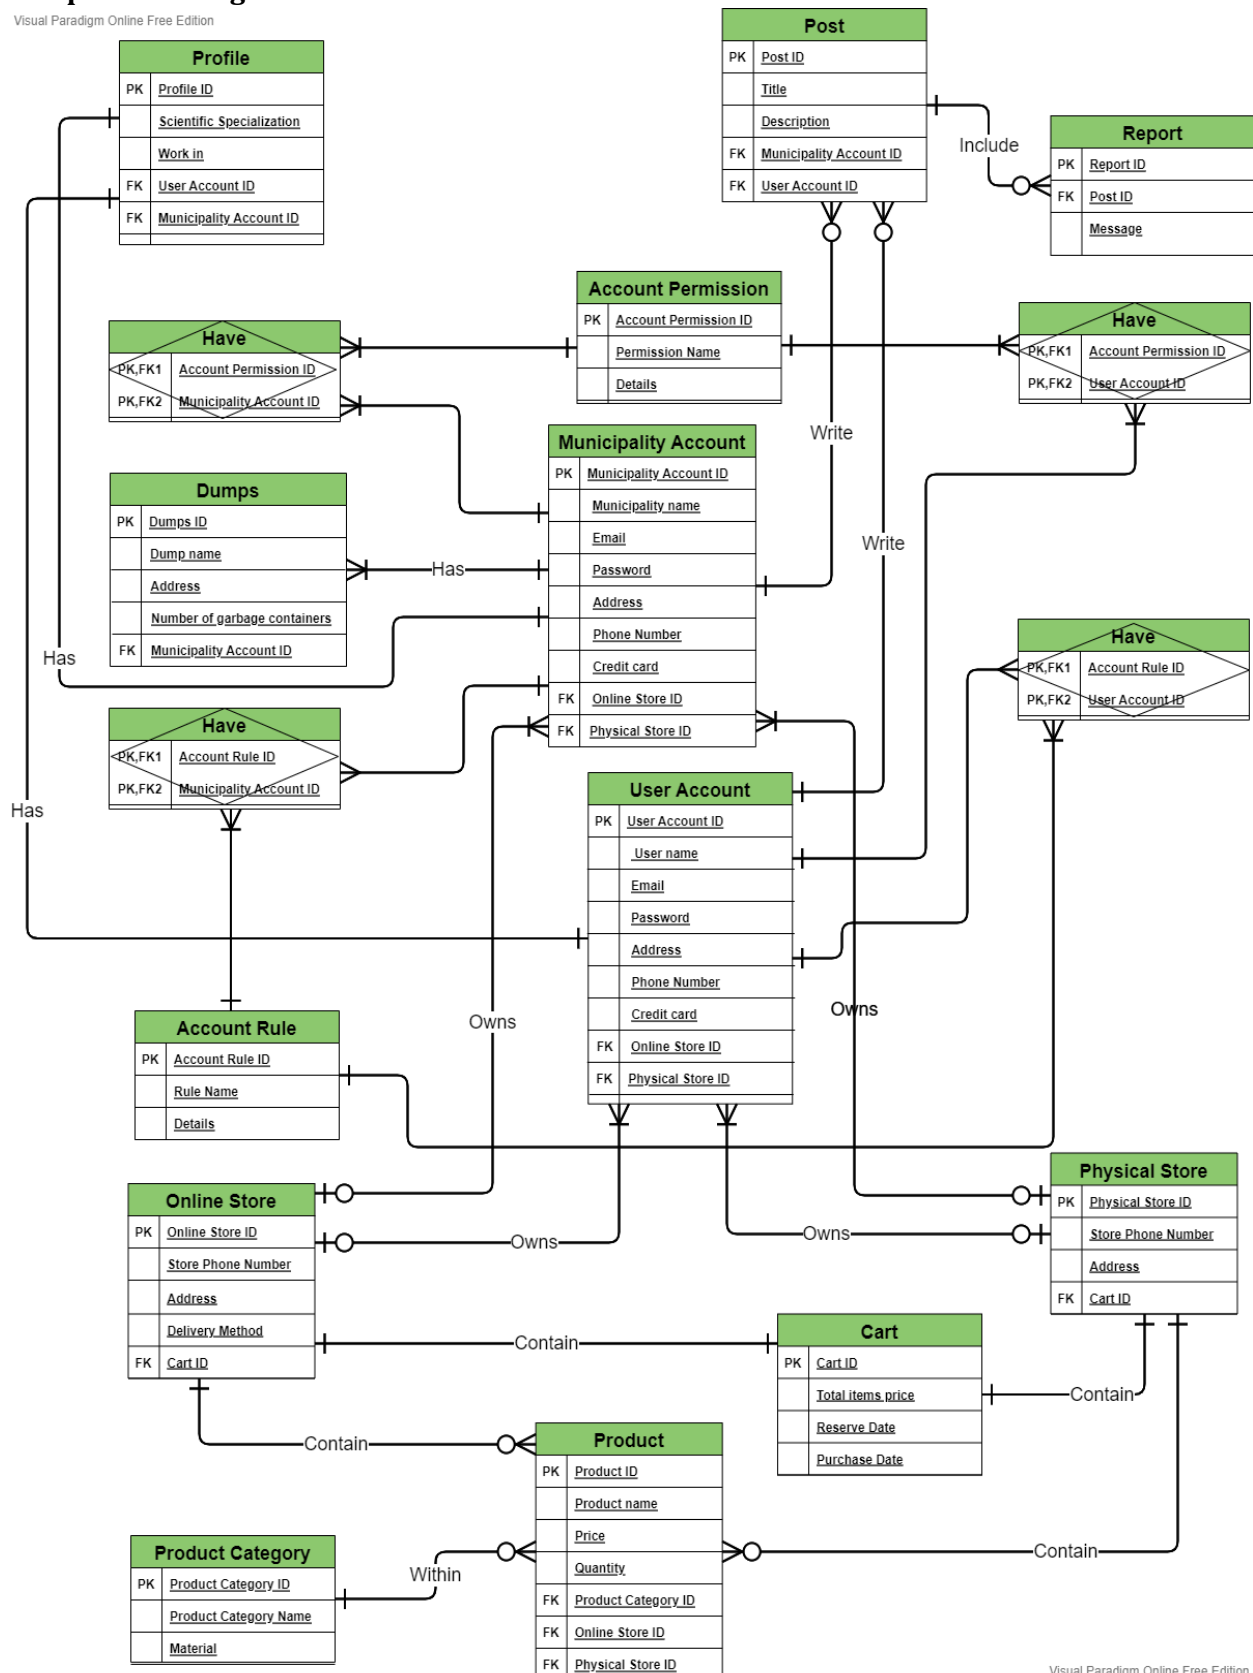 Visual Paradigm Online Free Edition
Profile
PK Profile ID
Scientific Specialization
Work in
FK User Account ID
FK Municipality Account ID
Post
PK Post ID
Title
Description
FK Municipality Account ID
FK User Account ID
Include
Report
PK Report ID
FK Post ID
Message
Account Permission
PK Account Permission ID
Permission Name
Details
Have
PK,FK1 Account Permission ID
PK,FK2 Municipality Account ID
Have
PK,FK1 Account Permission ID
PK,FK2 User Account ID
Write
Write
Municipality Account
PK Municipality Account ID
Municipality name
Email
Password
Address
Phone Number
Credit card
FK Online Store ID
FK Physical Store ID
Dumps
PK Dumps ID
Dump name
Address
Number of garbage containers
FK Municipality Account ID
Has
Has
Has
Have
PK,FK1 Account Rule ID
PK,FK2 Municipality Account ID
Have
PK,FK1 Account Rule ID
PK,FK2 User Account ID
User Account
PK User Account ID
User name
Email
Password
Address
Phone Number
Credit card
FK Online Store ID
FK Physical Store ID
Owns
Owns
Account Rule
PK Account Rule ID
Rule Name
Details
Online Store
PK Online Store ID
Store Phone Number
Address
Delivery Method
FK Cart ID
Owns
Owns
Physical Store
PK Physical Store ID
Store Phone Number
Address
FK Cart ID
Contain
Cart
PK Cart ID
Total items price
Reserve Date
Purchase Date
Contain
Contain
Product
PK Product ID
Product name
Price
Quantity
FK Product Category ID
FK Online Store ID
FK Physical Store ID
Contain
Within
Product Category
PK Product Category ID
Product Category Name
Material
Visual Paradigm Online Free Edition